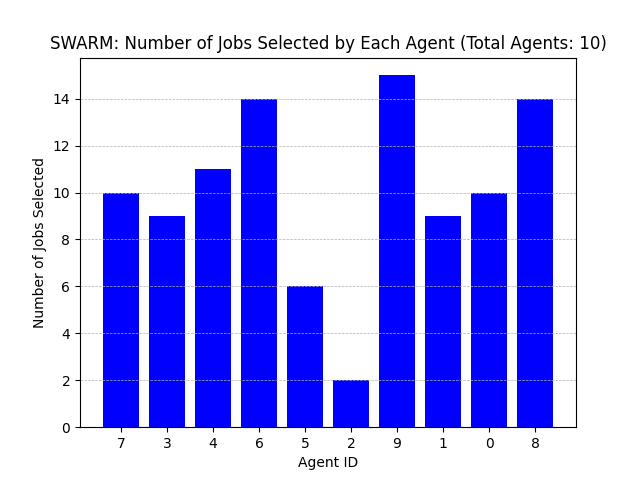 SWARM: Number of Jobs Selected by Each Agent (Total Agents: 10)
Number of Jobs Selected
14
12
10
8
6
4
2
0
7 3 4 6 5 2 9 1 0 8
Agent ID